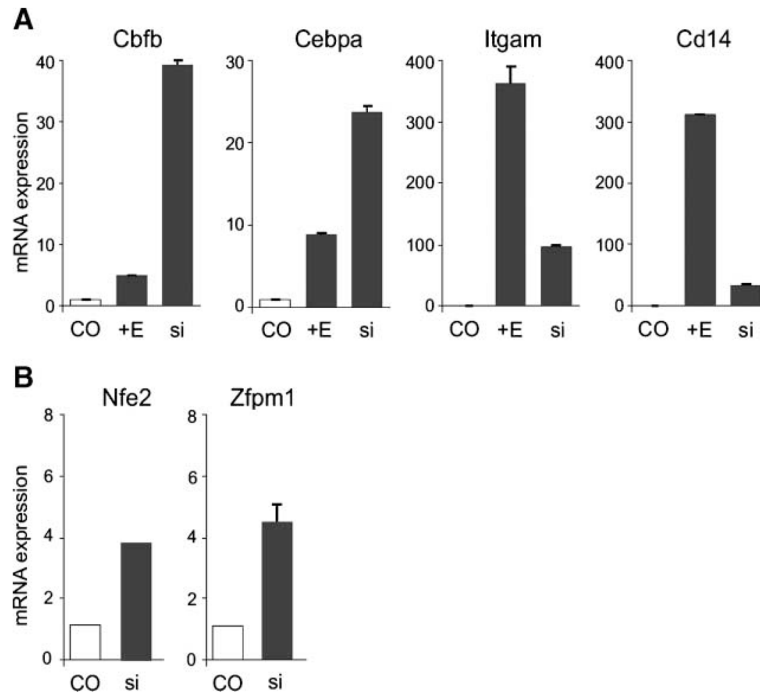 A
Cbfb Cebpa Itgam Cd14
mRNA expression
40 30 400 400
30 300 300
20 20 200 200
10 10 100 100
0 0 0 0
CO +E si CO +E si CO +E si CO +E si
B
Nfe2 Zfpm1
mRNA expression
8 8
6 6
4 4
2 2
0 0
CO si CO si